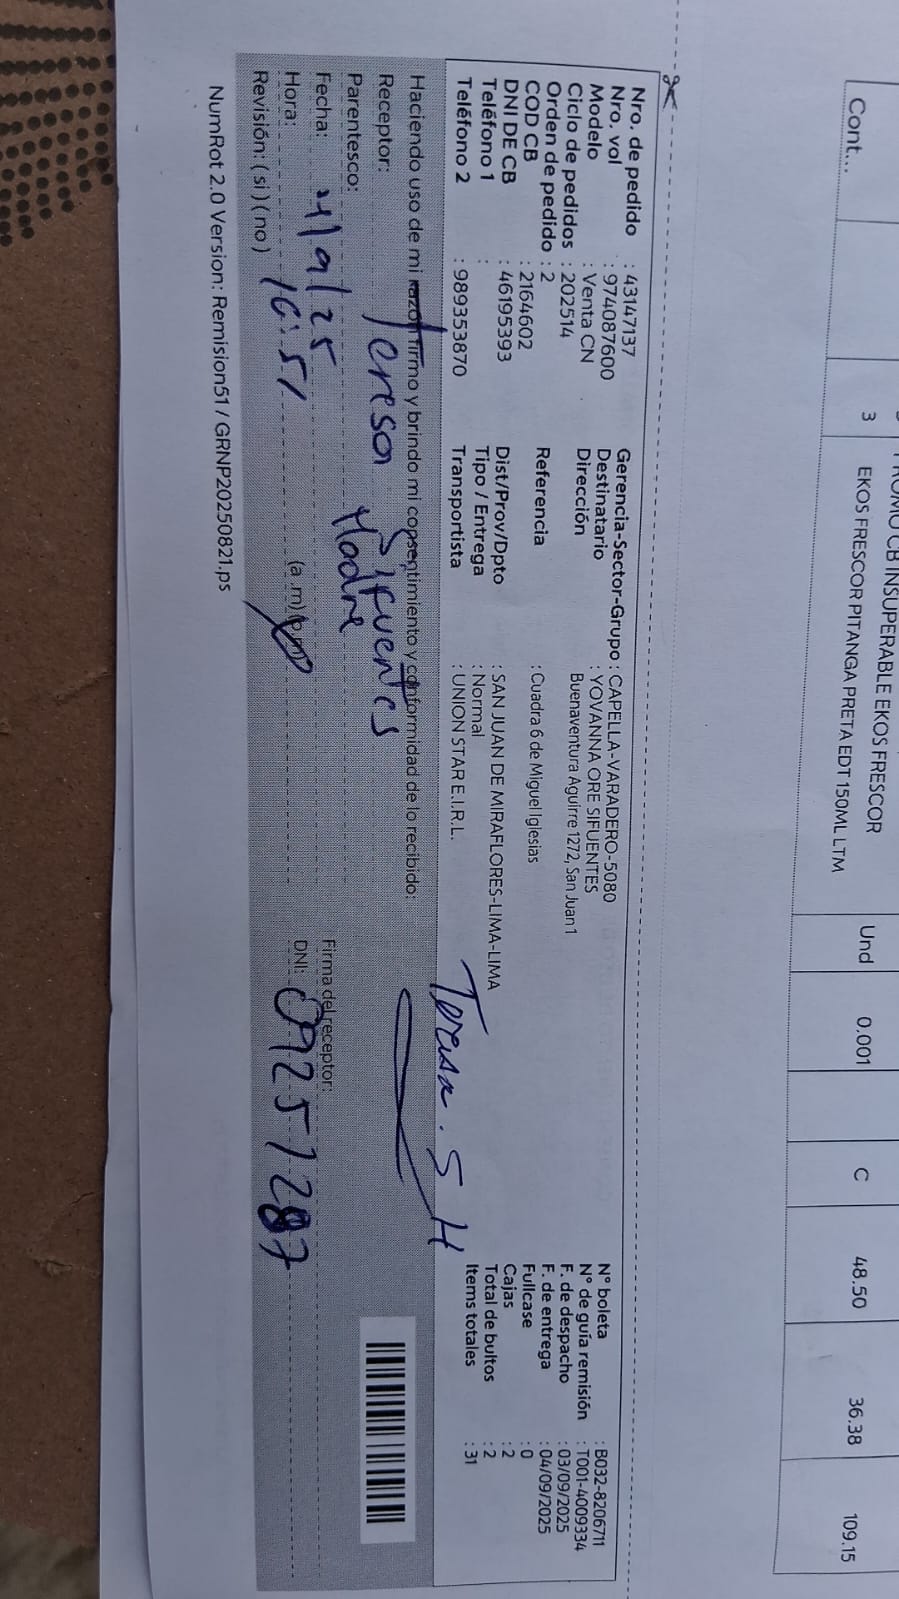 INSUPERABLE EKOS FRESCOR
Cont... 3 EKOS FRESCOR PITANGA PRETA EDT 150ML LTM Und 0.001 C 48.50 36.38 109.15
Nro. de pedido : 43147137
Nro. vol : 974087600
Modelo : Venta CN
Ciclo de pedidos : 202514
Orden de pedido : 2
COD CB : 2164602
DNI DE CB : 46195393
Teléfono 1 :
Teléfono 2 : 989353870
Gerencia-Sector-Grupo : CAPELLA-VARADERO-5080
Destinatario : YOVANNA ORE SIFUENTES
Dirección Buenaventura Aguirre 1272, San Juan 1
Referencia : Cuadra 6 de Miguel Iglesias
Dist/Prov/Dpto : SAN JUAN DE MIRAFLORES-LIMA-LIMA
Tipo / Entrega : Normal
Transportista : UNION STAR E.I.R.L.
N° boleta : B032-8206711
N° de guía remisión : T001-4009334
F. de despacho : 03/09/2025
F. de entrega : 04/09/2025
Fullcase : 0
Cajas : 2
Total de bultos : 2
Items totales : 31
Haciendo uso de mi razón firmo y brindo mi consentimiento y conformidad de lo recibido:
Receptor: Teresa Sifuentes
Parentesco: Madre
Fecha: 4/9/25
Hora: 16:51 (a.m) (p.m)
Revisión: (si) (no)
Teresa. S H
Firma del receptor:
DNI: 09251287
NumRot 2.0 Version: Remision51 / GRNP20250821.ps